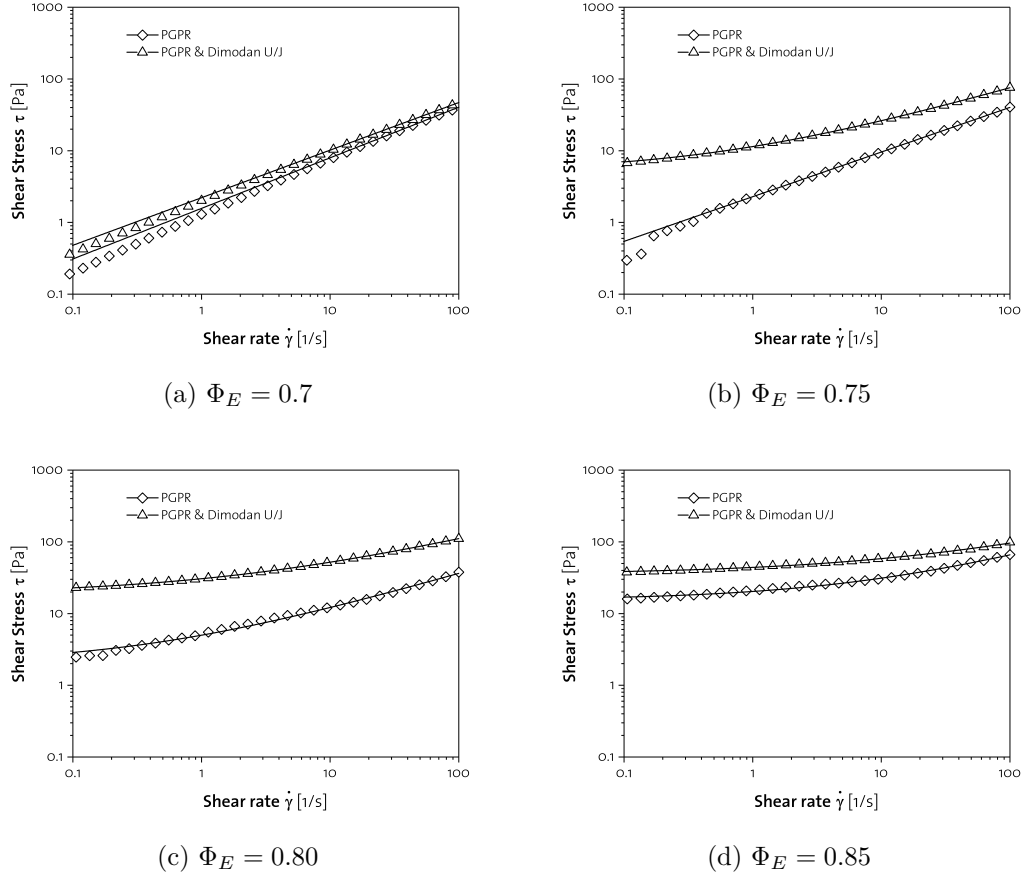 1000
100
10
1
0.1
Shear Stress τ [Pa]
PGPR
PGPR & Dimodan U/J
0.1 1 10 100
Shear rate γ̇ [1/s]
(a) Φ_E = 0.7
1000
100
10
1
0.1
Shear Stress τ [Pa]
PGPR
PGPR & Dimodan U/J
0.1 1 10 100
Shear rate γ̇ [1/s]
(b) Φ_E = 0.75
1000
100
10
1
0.1
Shear Stress τ [Pa]
PGPR
PGPR & Dimodan U/J
0.1 1 10 100
Shear rate γ̇ [1/s]
(c) Φ_E = 0.80
1000
100
10
1
0.1
Shear Stress τ [Pa]
PGPR
PGPR & Dimodan U/J
0.1 1 10 100
Shear rate γ̇ [1/s]
(d) Φ_E = 0.85